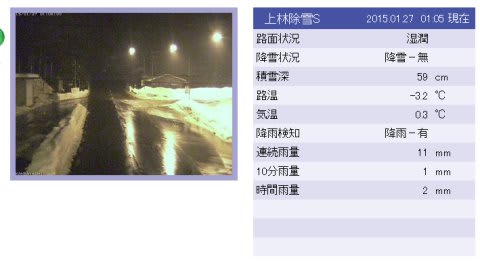 上林除雪S 2015.01.27 01:05 現在
路面状況 湿潤
降雪状況 降雪－無
積雪深 59 cm
路温 -3.2 ℃
気温 0.3 ℃
降雨検知 降雨－有
連続雨量 11 mm
10分雨量 1 mm
時間雨量 2 mm